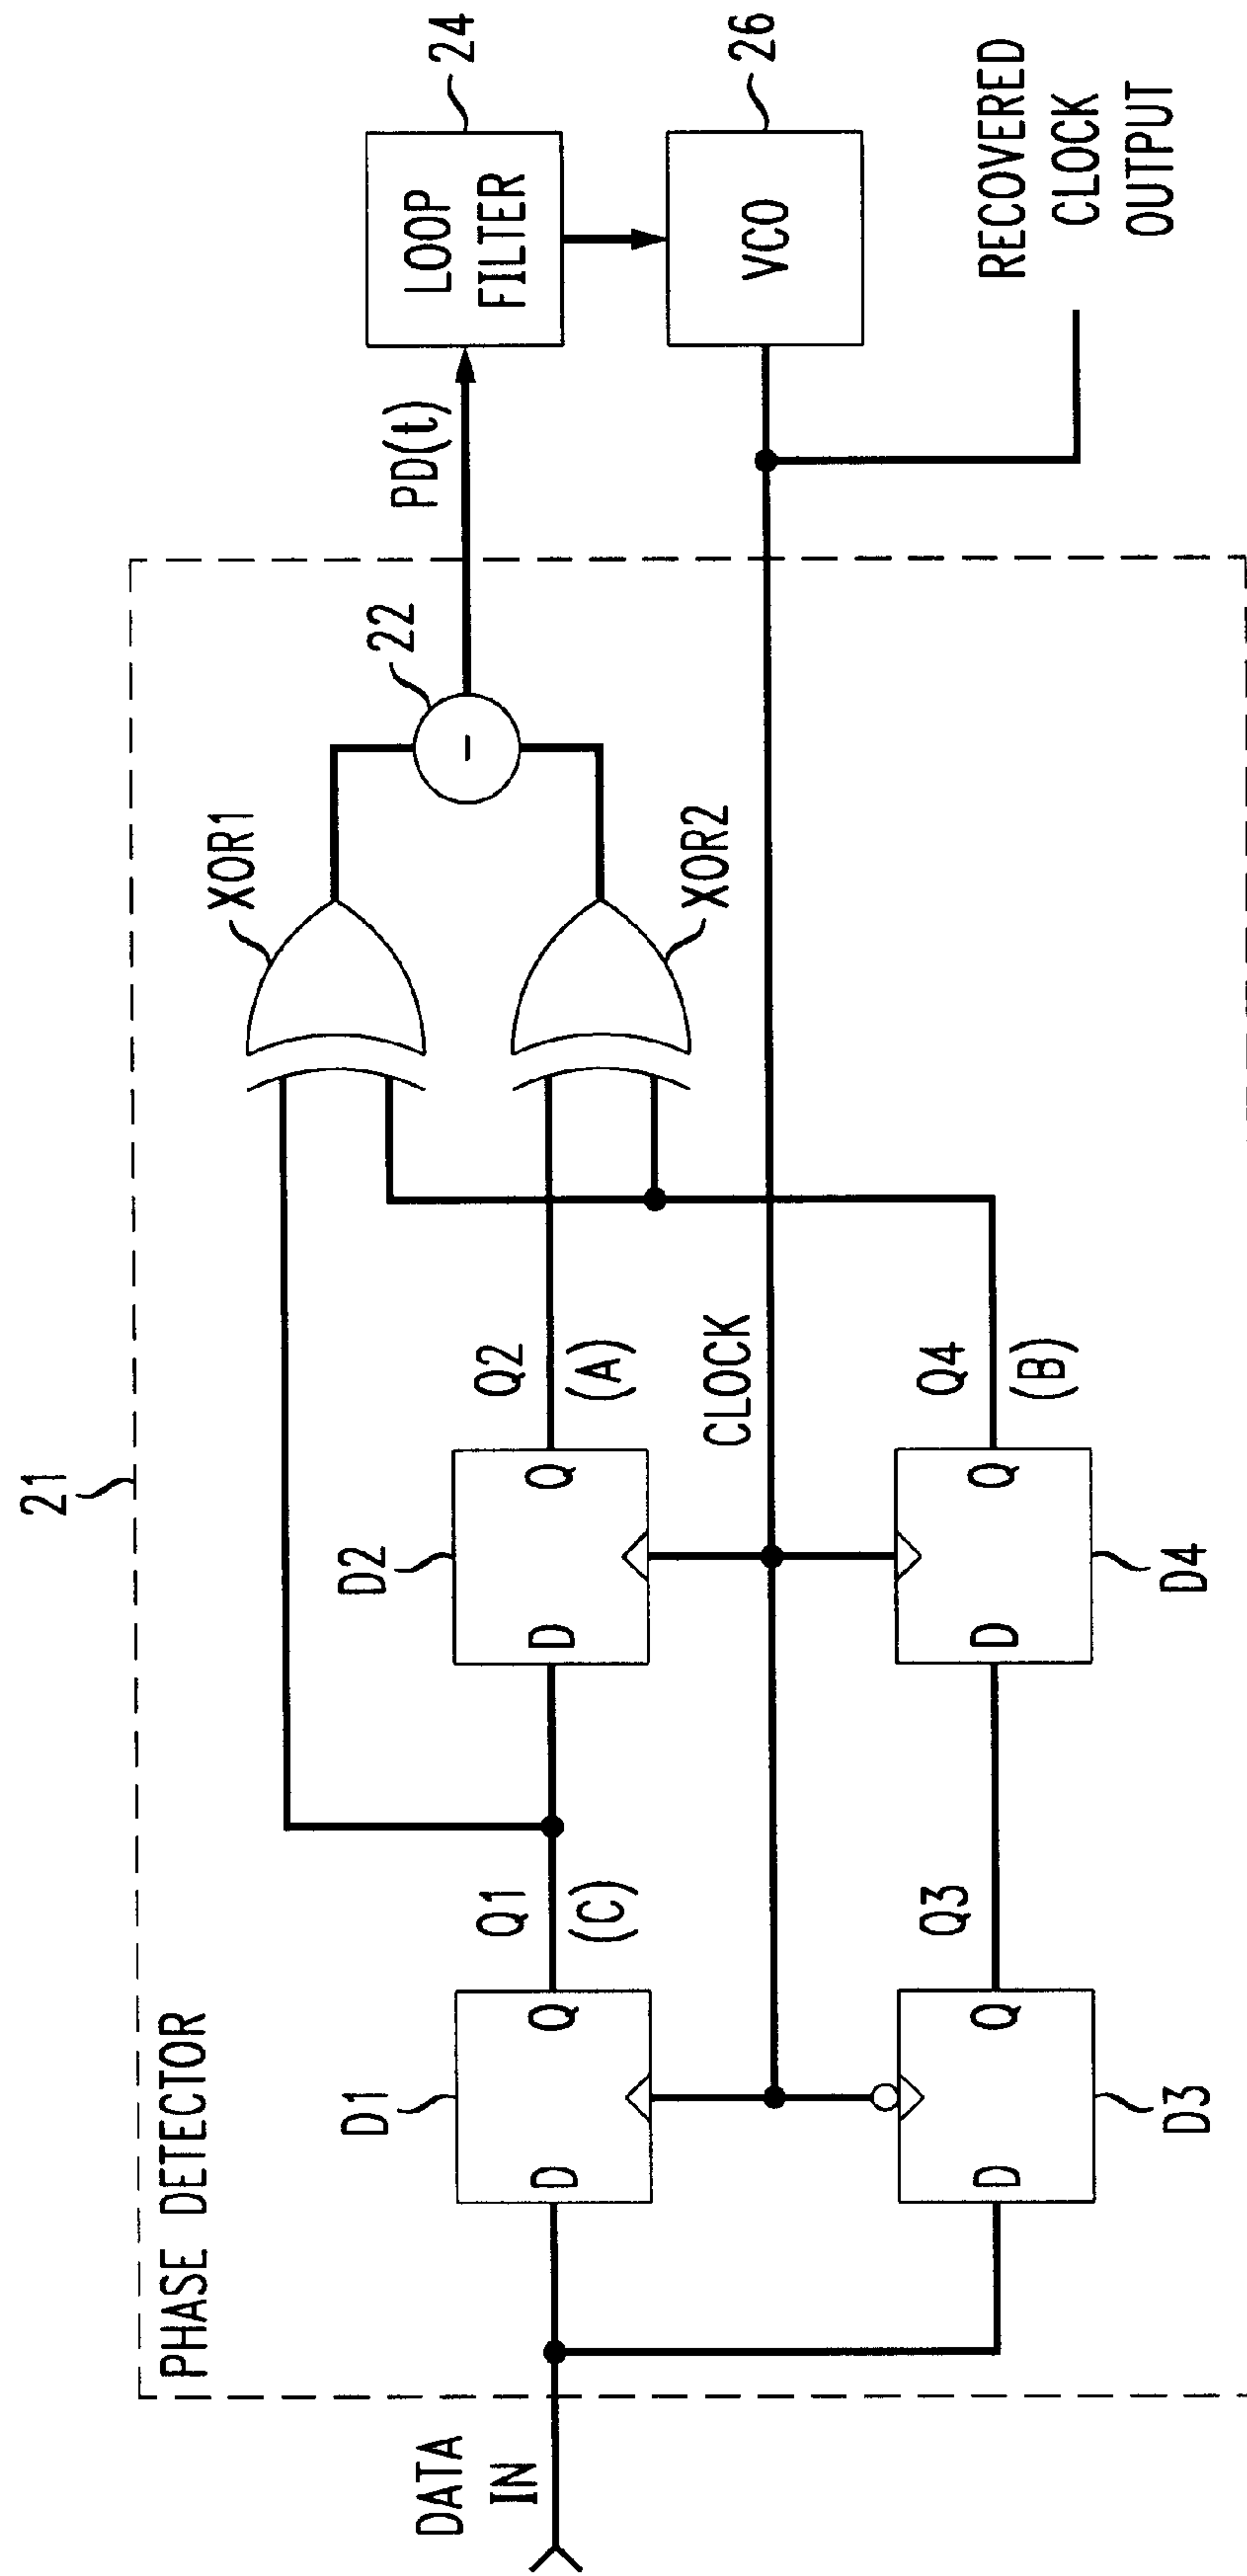 21
PHASE DETECTOR
XOR1
22
PD(t)
LOOP
FILTER
24
DATA
IN
D1
D
Q
Q1
(C)
D2
D
Q
Q2
(A)
XOR2
-
CLOCK
VCO
26
D
Q
D3
Q3
D
Q
D4
Q4
(B)
RECOVERED
CLOCK
OUTPUT